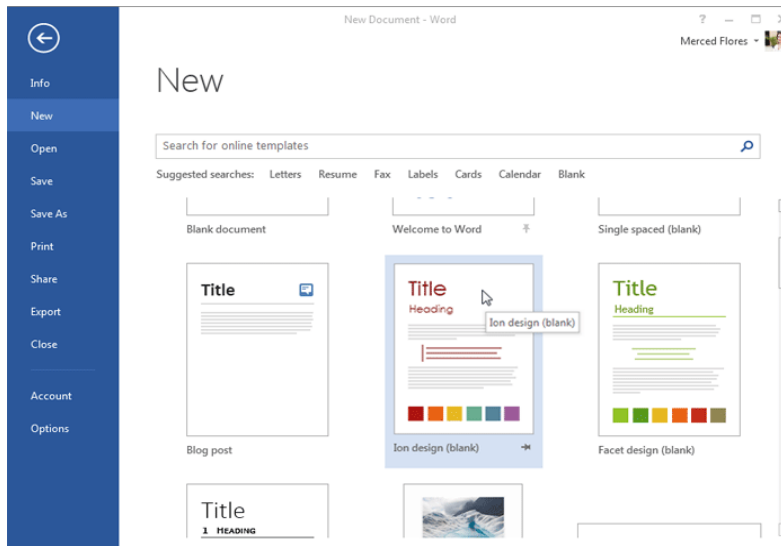 New Document - Word
?
Merced Flores
Info
New
Open
Save
Save As
Print
Share
Export
Close
Account
Options
New
Search for online templates
Suggested searches: Letters Resume Fax Labels Cards Calendar Blank
Blank document
Welcome to Word
Single spaced (blank)
Title
Blog post
Title
Heading
Ion design (blank)
Ion design (blank)
Title
Heading
Facet design (blank)
Title
1 HEADING